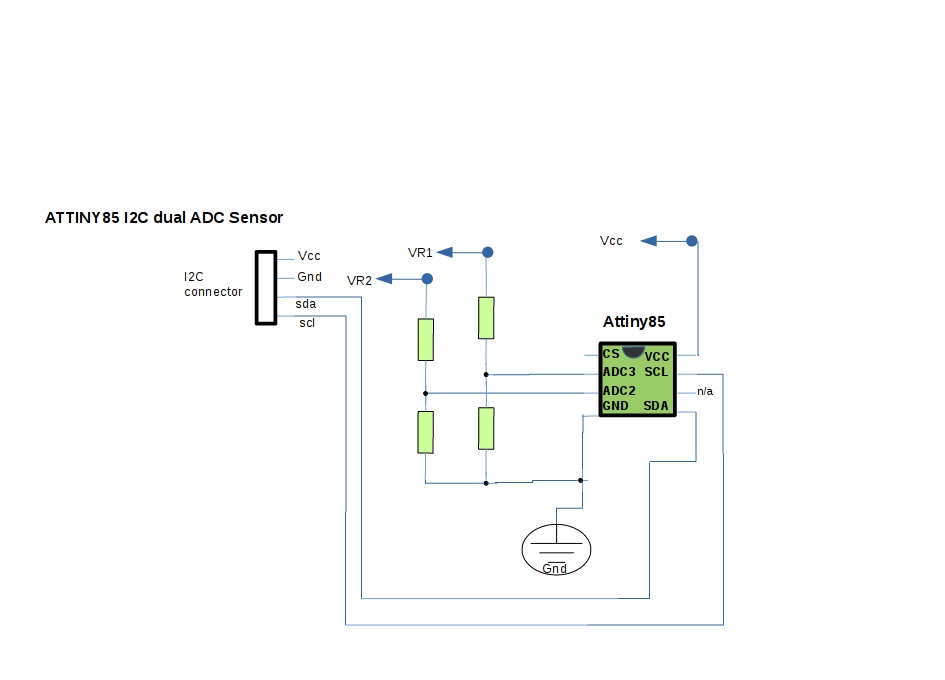 ATTINY85 I2C dual ADC Sensor
I2C
connector
Vcc
Gnd
sda
scl
VR1
VR2
Vcc
Attiny85
CS VCC
ADC3 SCL
ADC2
GND SDA
n/a
Gnd